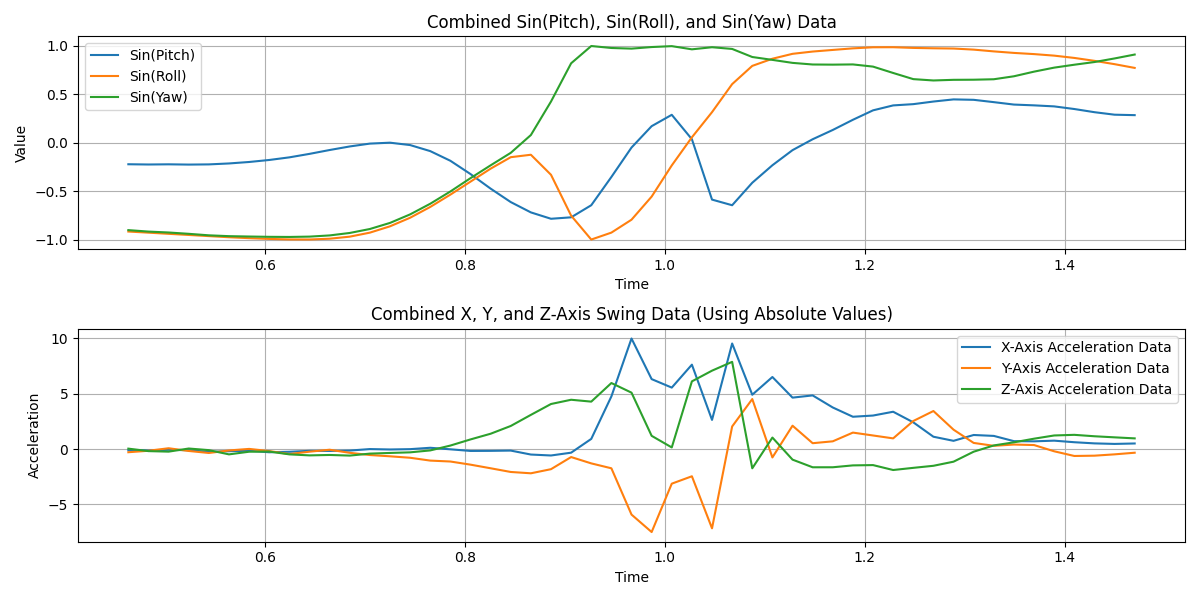 Combined Sin(Pitch), Sin(Roll), and Sin(Yaw) Data
1.0
0.5
0.0
−0.5
−1.0
Value
Sin(Pitch)
Sin(Roll)
Sin(Yaw)
0.6 0.8 1.0 1.2 1.4
Time
Combined X, Y, and Z-Axis Swing Data (Using Absolute Values)
10
5
0
−5
Acceleration
X-Axis Acceleration Data
Y-Axis Acceleration Data
Z-Axis Acceleration Data
0.6 0.8 1.0 1.2 1.4
Time